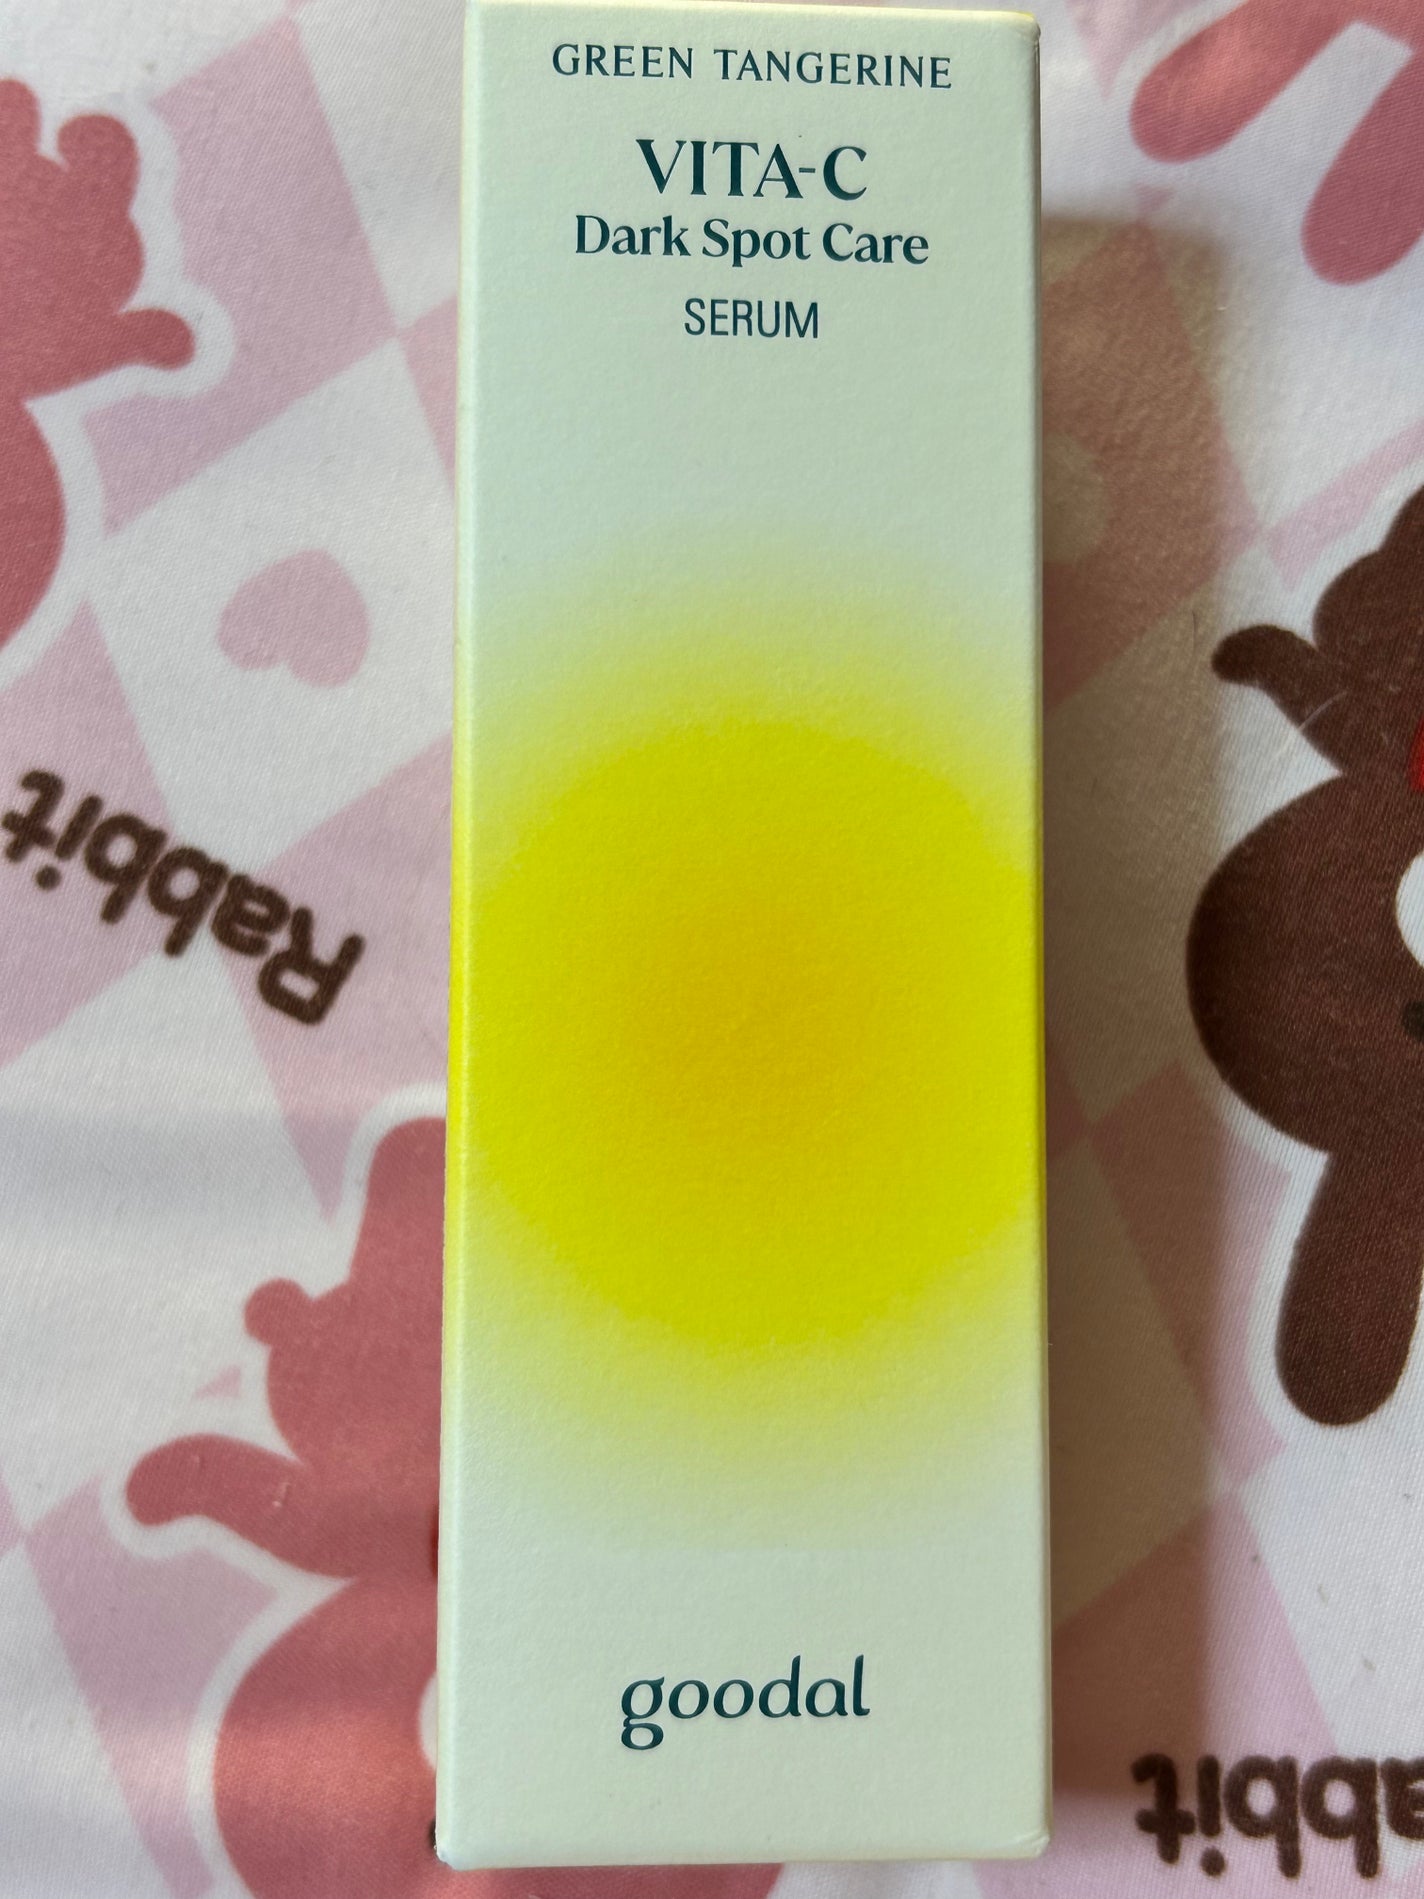 GREEN TANGERINE
VITA-C
Dark Spot Care
SERUM
Rabbit
goodal
Rabbit